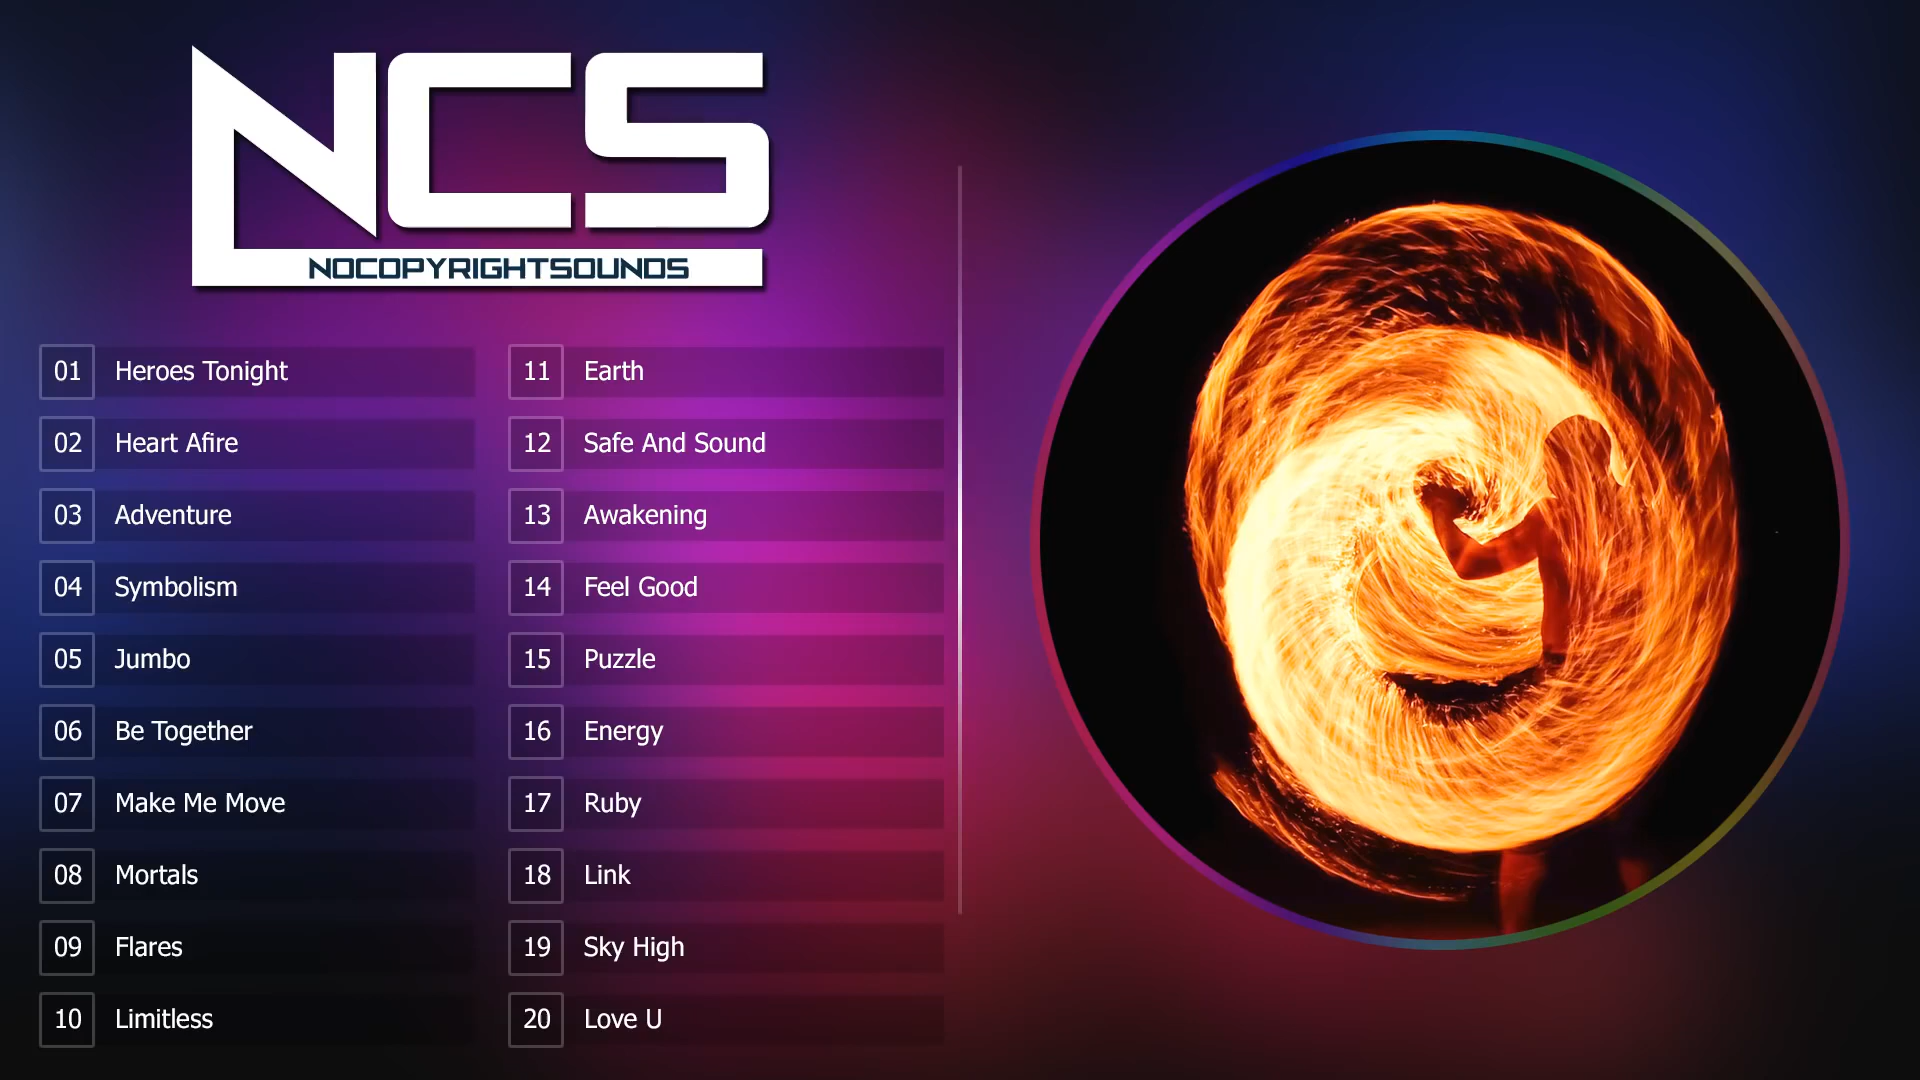 NCS
NOCOPYRIGHTSOUNDS
01 Heroes Tonight
02 Heart Afire
03 Adventure
04 Symbolism
05 Jumbo
06 Be Together
07 Make Me Move
08 Mortals
09 Flares
10 Limitless
11 Earth
12 Safe And Sound
13 Awakening
14 Feel Good
15 Puzzle
16 Energy
17 Ruby
18 Link
19 Sky High
20 Love U